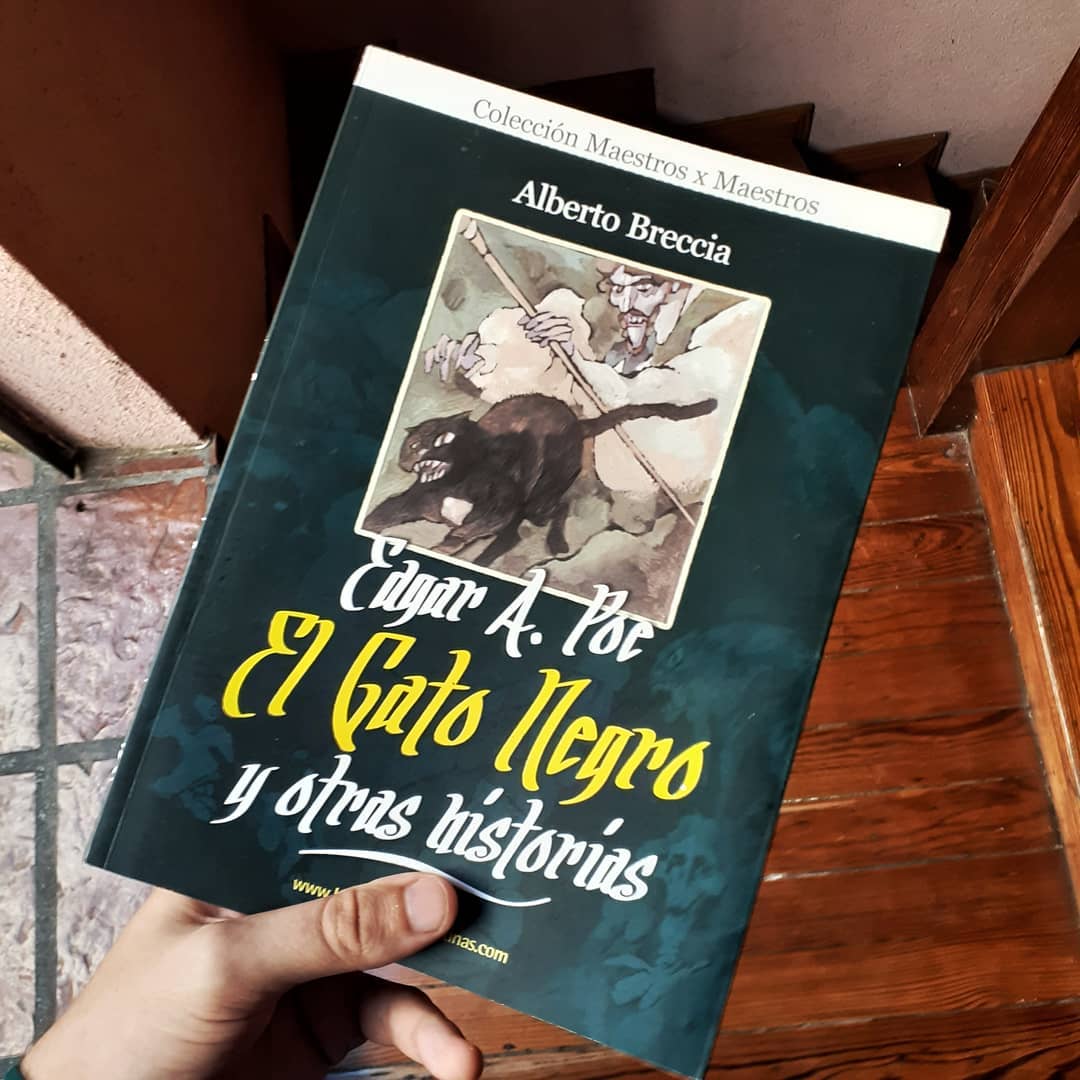 Colección Maestros x Maestros
Alberto Breccia
Edgar A. Poe
El Gato Negro
y otras historias